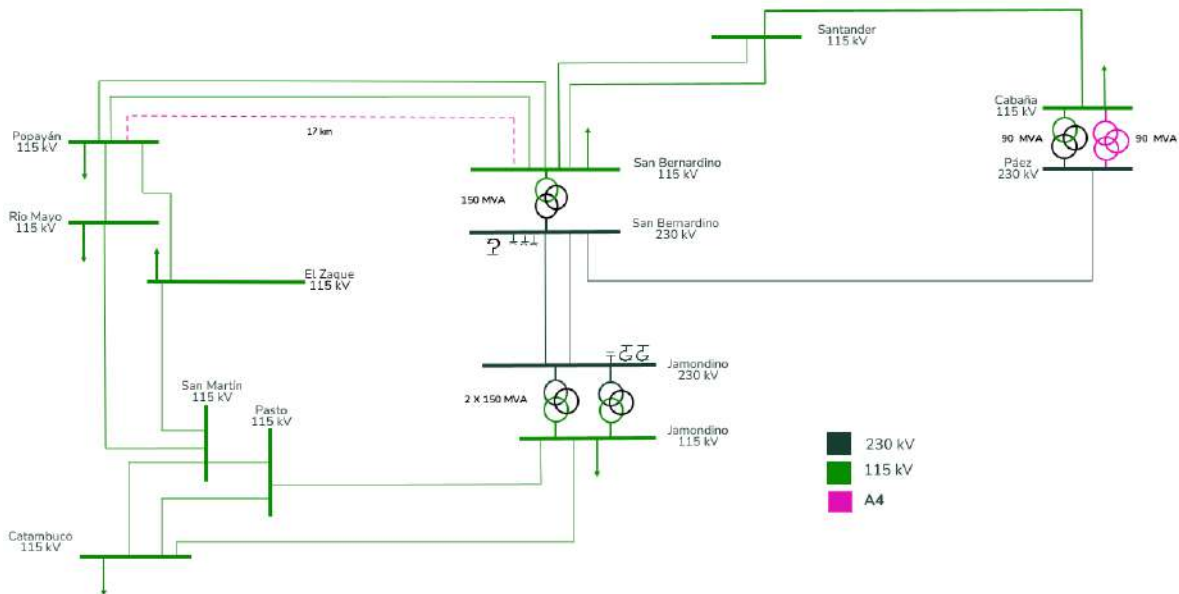 Santander
115 kV
Cabaña
115 kV
90 MVA
90 MVA
Páez
230 kV
17 km
Popayán
115 kV
San Bernardino
115 kV
150 MVA
San Bernardino
230 kV
Río Mayo
115 kV
El Zaque
115 kV
Jamondino
230 kV
2 X 150 MVA
San Martín
115 kV
Pasto
115 kV
Jamondino
115 kV
230 kV
115 kV
A4
Catambuco
115 kV